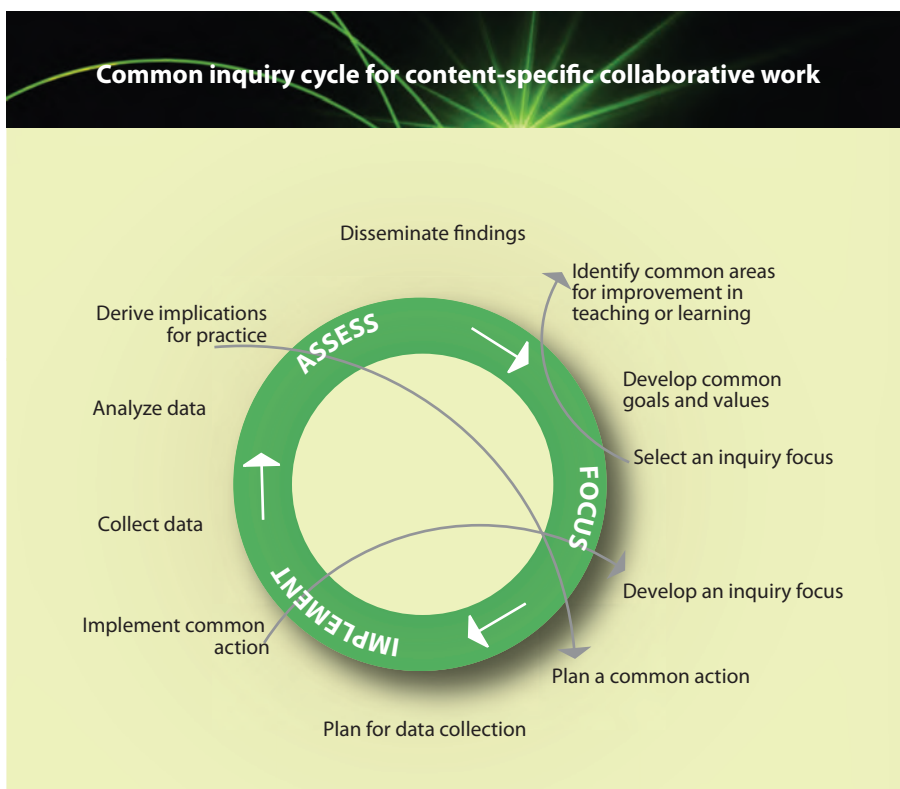 Common inquiry cycle for content-specific collaborative work
Disseminate findings
Identify common areas
for improvement in
teaching or learning
Develop common
goals and values
Select an inquiry focus
Develop an inquiry focus
Plan a common action
Plan for data collection
Implement common
action
Collect data
Analyze data
Derive implications
for practice
ASSESS
FOCUS
IMPLEMENT